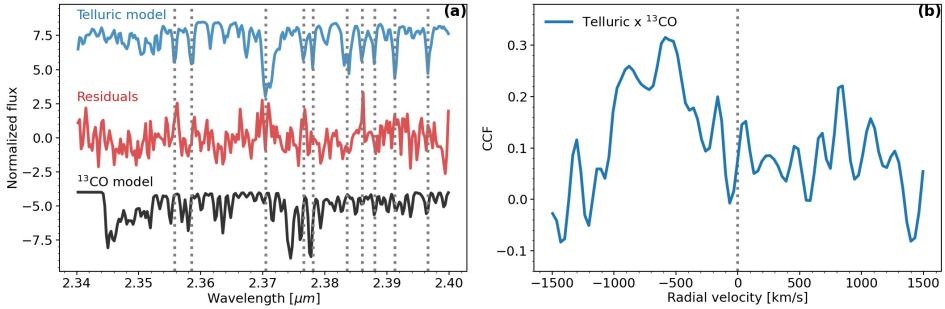 (a)
Telluric model
Residuals
¹³CO model
Normalized flux
7.5
5.0
2.5
0.0
−2.5
−5.0
−7.5
2.34
2.35
2.36
2.37
2.38
2.39
2.40
Wavelength [μm]
(b)
Telluric x ¹³CO
CCF
0.3
0.2
0.1
0.0
−0.1
−1500
−1000
−500
0
500
1000
1500
Radial velocity [km/s]